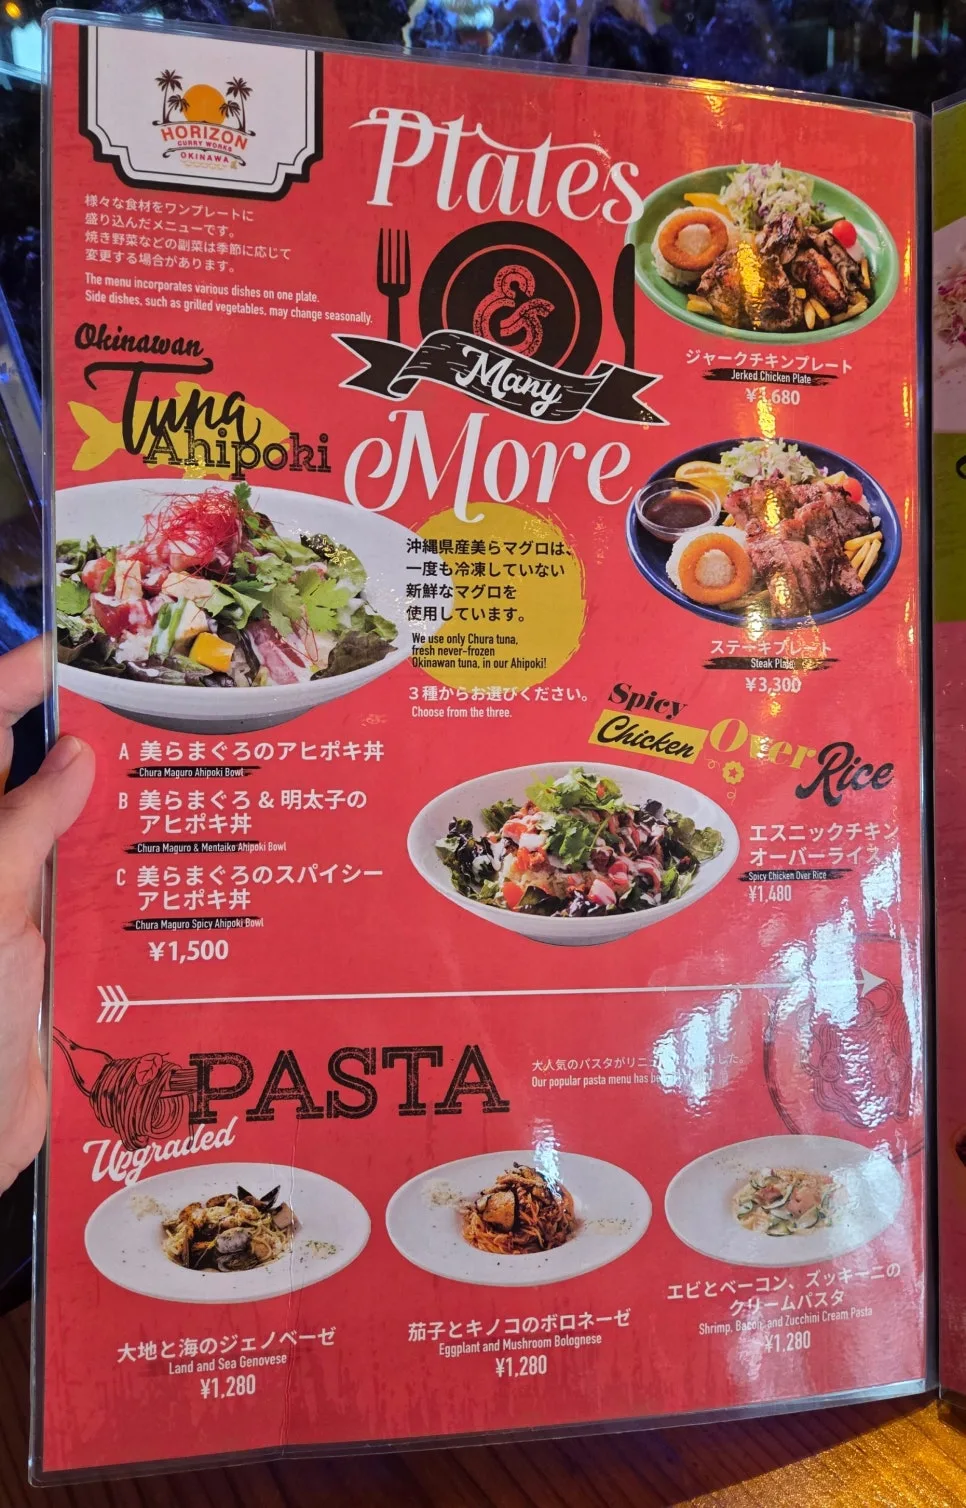 HORIZON
CURRY WORKS
OKINAWA
Plates
&
Many
More
様々な食材をワンプレートに
盛り込んだメニューです。
焼き野菜などの副菜は季節に応じて
変更する場合があります。
The menu incorporates various dishes on one plate.
Side dishes, such as grilled vegetables, may change seasonally.
ジャークチキンプレート
Jerked Chicken Plate
680
ステーキプレート
Steak Plate
¥3,300
Okinawan
Tuna
Ahipoki
沖縄県産美らマグロは、
一度も冷凍していない
新鮮なマグロを
使用しています。
We use only Chura tuna,
fresh never-frozen
Okinawan tuna, in our Ahipoki!
3種からお選びください。
Choose from the three.
A 美らまぐろのアヒポキ丼
Chura Maguro Ahipoki Bowl
B 美らまぐろ & 明太子の
アヒポキ丼
Chura Maguro & Mentaiko Ahipoki Bowl
C 美らまぐろのスパイシー
アヒポキ丼
Chura Maguro Spicy Ahipoki Bowl
¥1,500
Spicy
Chicken Over
Rice
エスニックチキン
オーバーライス
Spicy Chicken Over Rice
¥1,480
PASTA
Upgraded
大人気のパスタがリニ
した。
Our popular pasta menu has
大地と海のジェノベーゼ
Land and Sea Genovese
¥1,280
茄子とキノコのボロネーゼ
Eggplant and Mushroom Bolognese
¥1,280
エビとベーコン、ズッキーニの
クリームパスタ
Shrimp, Bacon, and Zucchini Cream Pasta
¥1,280